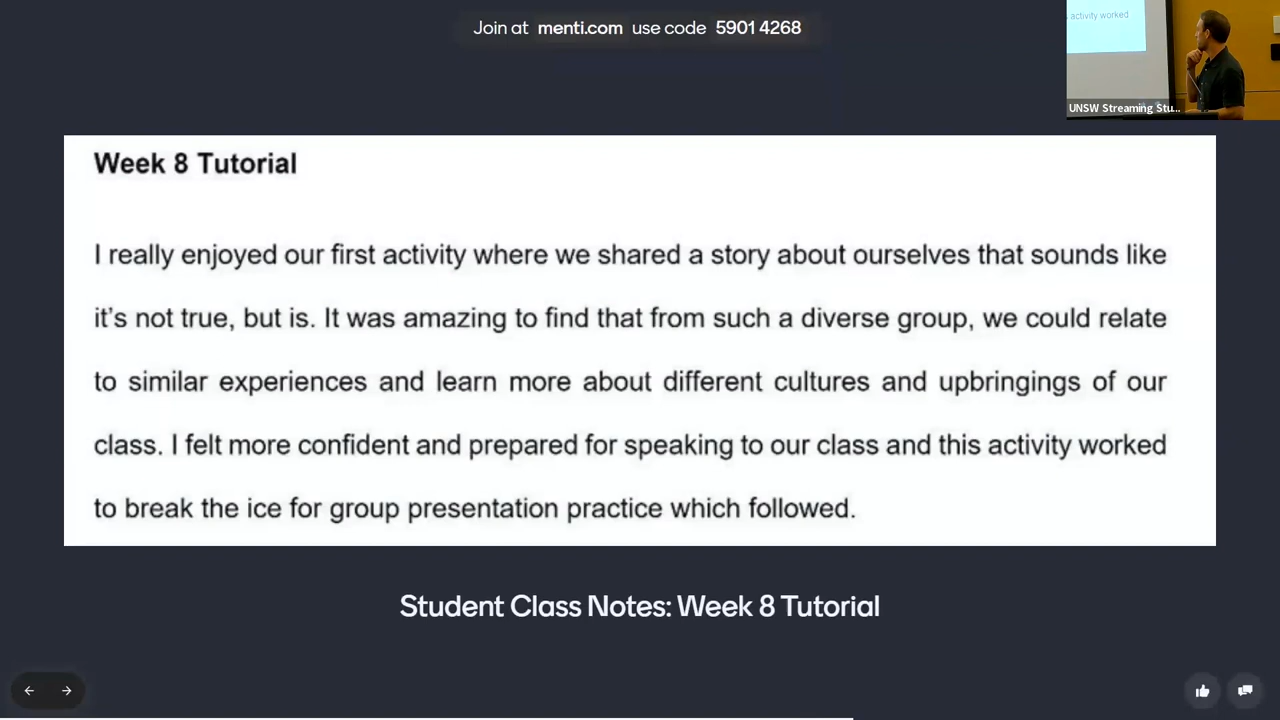 Join at menti.com use code 5901 4268
activity worked
UNSW Streaming Stu...
Week 8 Tutorial
I really enjoyed our first activity where we shared a story about ourselves that sounds like
it's not true, but is. It was amazing to find that from such a diverse group, we could relate
to similar experiences and learn more about different cultures and upbringings of our
class. I felt more confident and prepared for speaking to our class and this activity worked
to break the ice for group presentation practice which followed.
Student Class Notes: Week 8 Tutorial